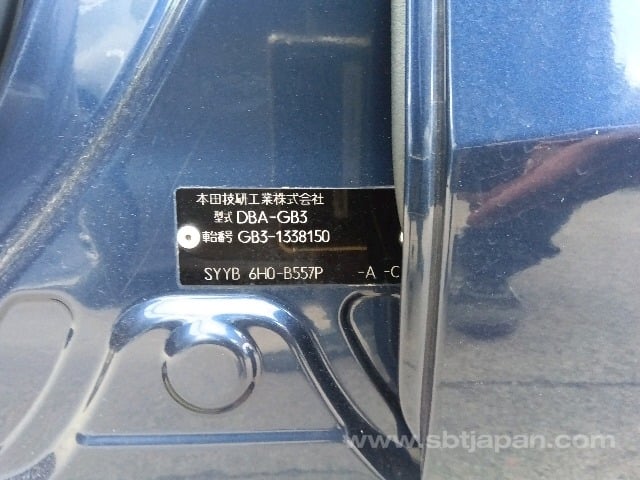 本田技研工業株式会社
型式 DBA-GB3
車台番号 GB3-1338150
SYYB 6H0-B557P -A -C
www.sbtjapan.com